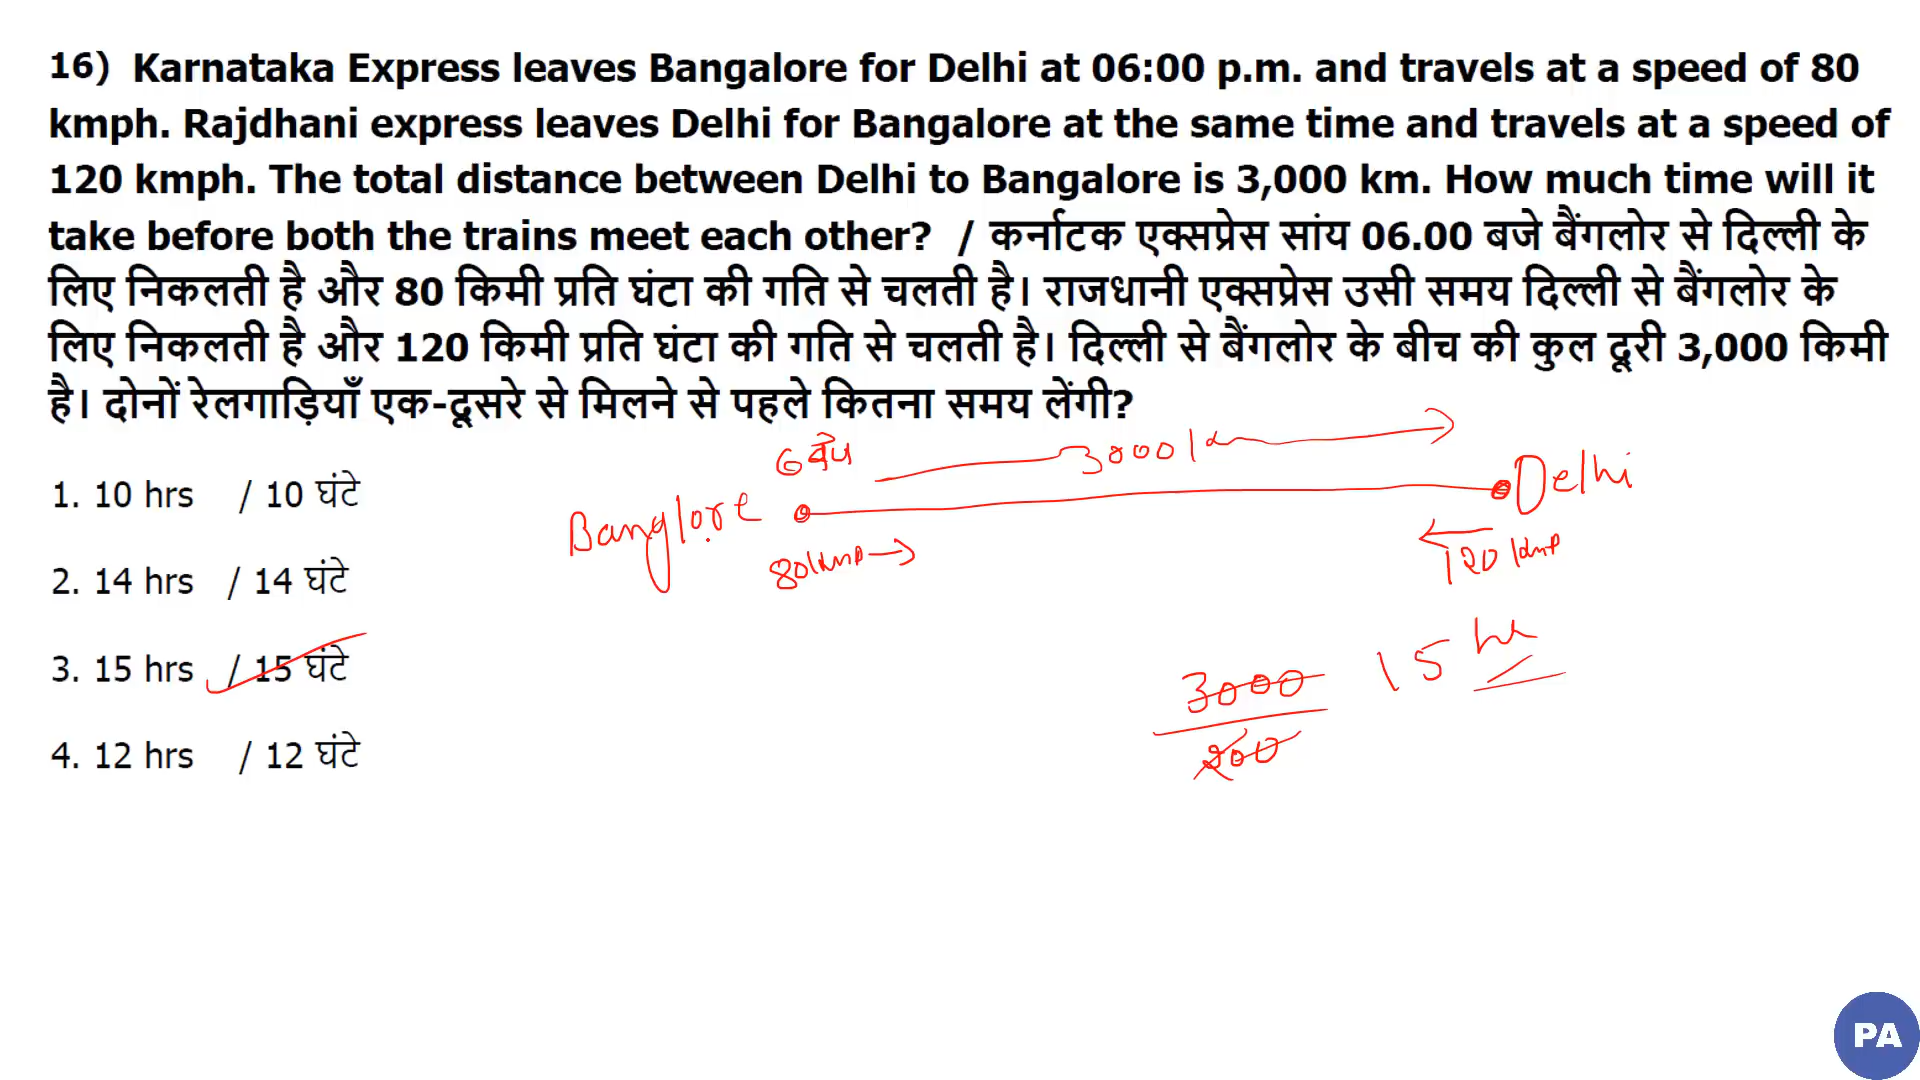 16) Karnataka Express leaves Bangalore for Delhi at 06:00 p.m. and travels at a speed of 80
kmph. Rajdhani express leaves Delhi for Bangalore at the same time and travels at a speed of
120 kmph. The total distance between Delhi to Bangalore is 3,000 km. How much time will it
take before both the trains meet each other? / कर्नाटक एक्सप्रेस सांय 06.00 बजे बैंगलोर से दिल्ली के
लिए निकलती है और 80 किमी प्रति घंटा की गति से चलती है। राजधानी एक्सप्रेस उसी समय दिल्ली से बैंगलोर के
लिए निकलती है और 120 किमी प्रति घंटा की गति से चलती है। दिल्ली से बैंगलोर के बीच की कुल दूरी 3,000 किमी
है। दोनों रेलगाड़ियाँ एक-दूसरे से मिलने से पहले कितना समय लेंगी?
6
3000 km
Banglore
Delhi
80 kmp
120 kmp
1. 10 hrs / 10 घंटे
2. 14 hrs / 14 घंटे
3. 15 hrs / 15 घंटे
4. 12 hrs / 12 घंटे
3000
200
15 hr
PA